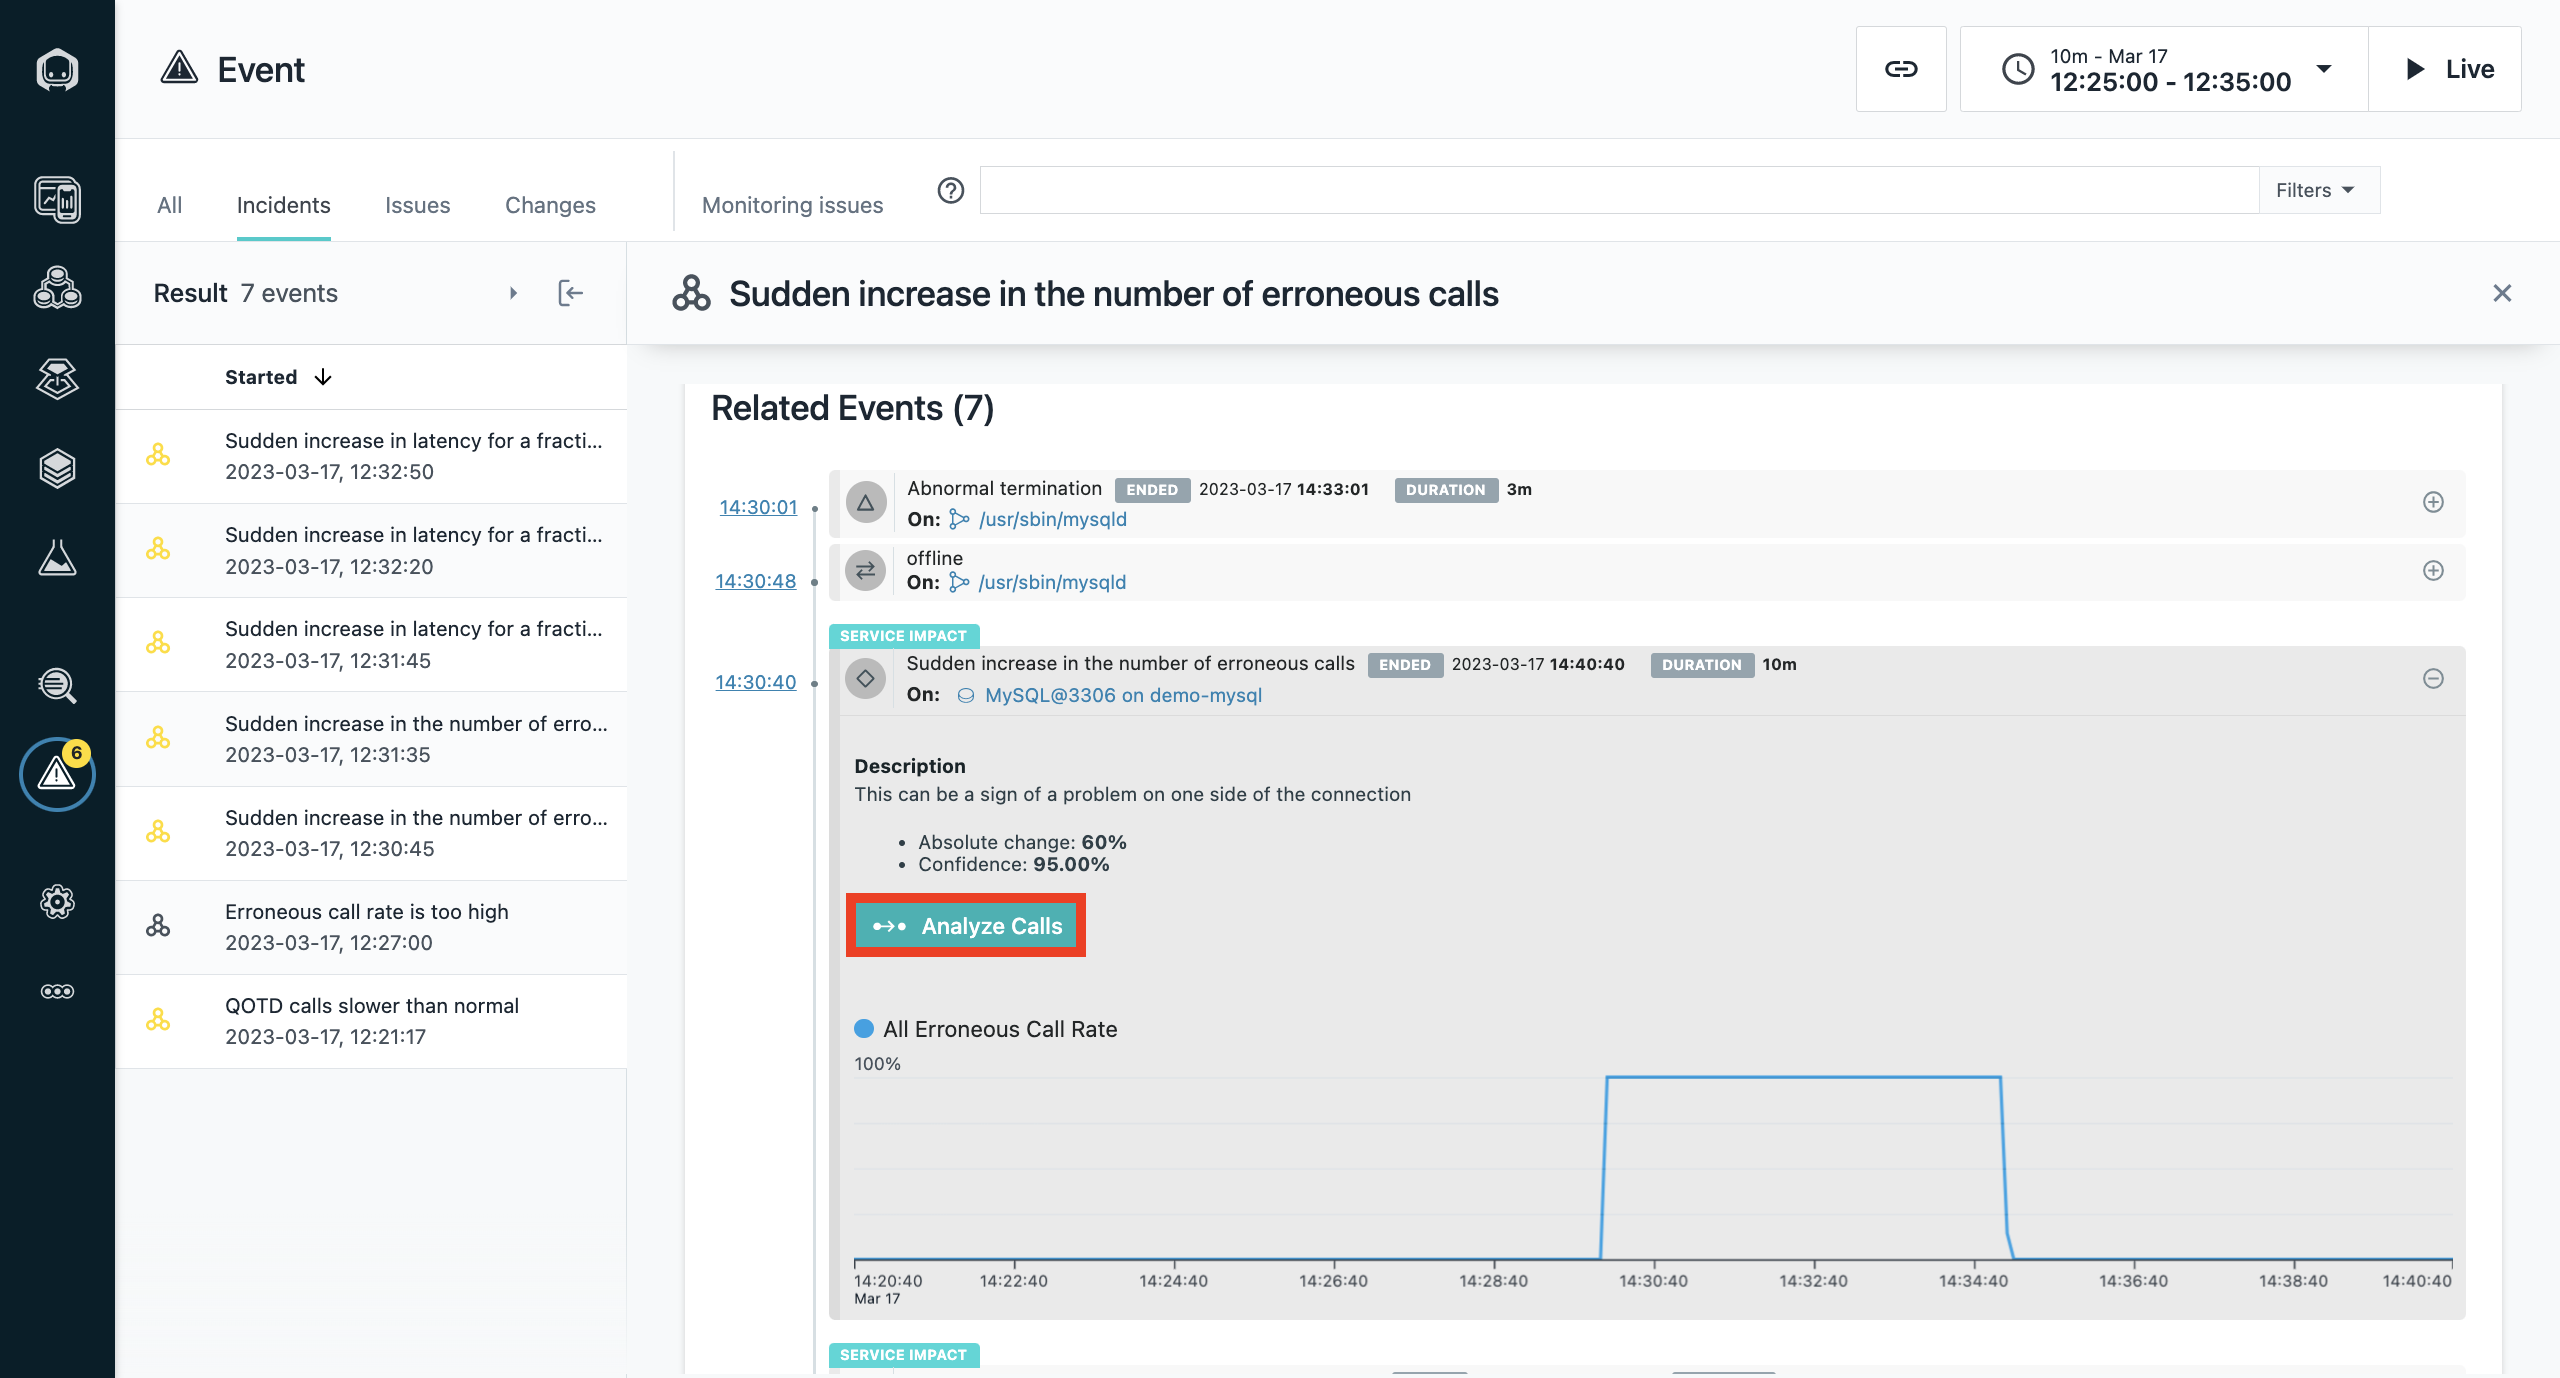 Event
10m - Mar 17
12:25:00 - 12:35:00
Live
All
Incidents
Issues
Changes
Monitoring issues
Filters
Result 7 events
Started
Sudden increase in latency for a fracti...
2023-03-17, 12:32:50
Sudden increase in latency for a fracti...
2023-03-17, 12:32:20
Sudden increase in latency for a fracti...
2023-03-17, 12:31:45
Sudden increase in the number of erro...
2023-03-17, 12:31:35
Sudden increase in the number of erro...
2023-03-17, 12:30:45
Erroneous call rate is too high
2023-03-17, 12:27:00
QOTD calls slower than normal
2023-03-17, 12:21:17
6
Sudden increase in the number of erroneous calls
Related Events (7)
14:30:01
Abnormal termination ENDED 2023-03-17 14:33:01 DURATION 3m
On: /usr/sbin/mysqld
14:30:48
offline
On: /usr/sbin/mysqld
SERVICE IMPACT
14:30:40
Sudden increase in the number of erroneous calls ENDED 2023-03-17 14:40:40 DURATION 10m
On: MySQL@3306 on demo-mysql
Description
This can be a sign of a problem on one side of the connection
• Absolute change: 60%
• Confidence: 95.00%
Analyze Calls
All Erroneous Call Rate
100%
14:20:40 14:22:40 14:24:40 14:26:40 14:28:40 14:30:40 14:32:40 14:34:40 14:36:40 14:38:40 14:40:40
Mar 17
SERVICE IMPACT